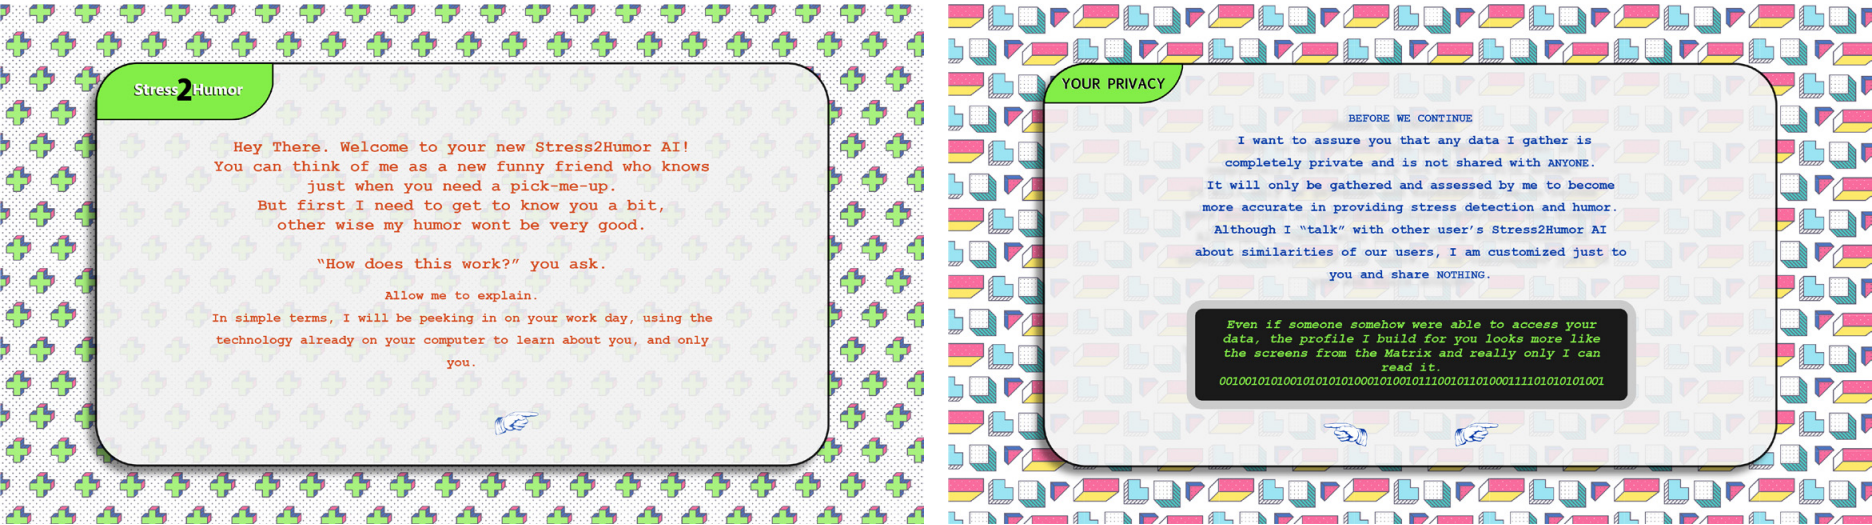 Stress2Humor
Hey There. Welcome to your new Stress2Humor AI!
You can think of me as a new funny friend who knows
just when you need a pick-me-up.
But first I need to get to know you a bit,
other wise my humor wont be very good.
“How does this work?” you ask.
Allow me to explain.
In simple terms, I will be peeking in on your work day, using the
technology already on your computer to learn about you, and only
you.
YOUR PRIVACY
BEFORE WE CONTINUE
I want to assure you that any data I gather is
completely private and is not shared with ANYONE.
It will only be gathered and assessed by me to become
more accurate in providing stress detection and humor.
Although I “talk” with other user’s Stress2Humor AI
about similarities of our users, I am customized just to
you and share NOTHING.
Even if someone somehow were able to access your
data, the profile I build for you looks more like
the screens from the Matrix and really only I can
read it.
0010010101001010101010001010010111001011010001111010101010​01